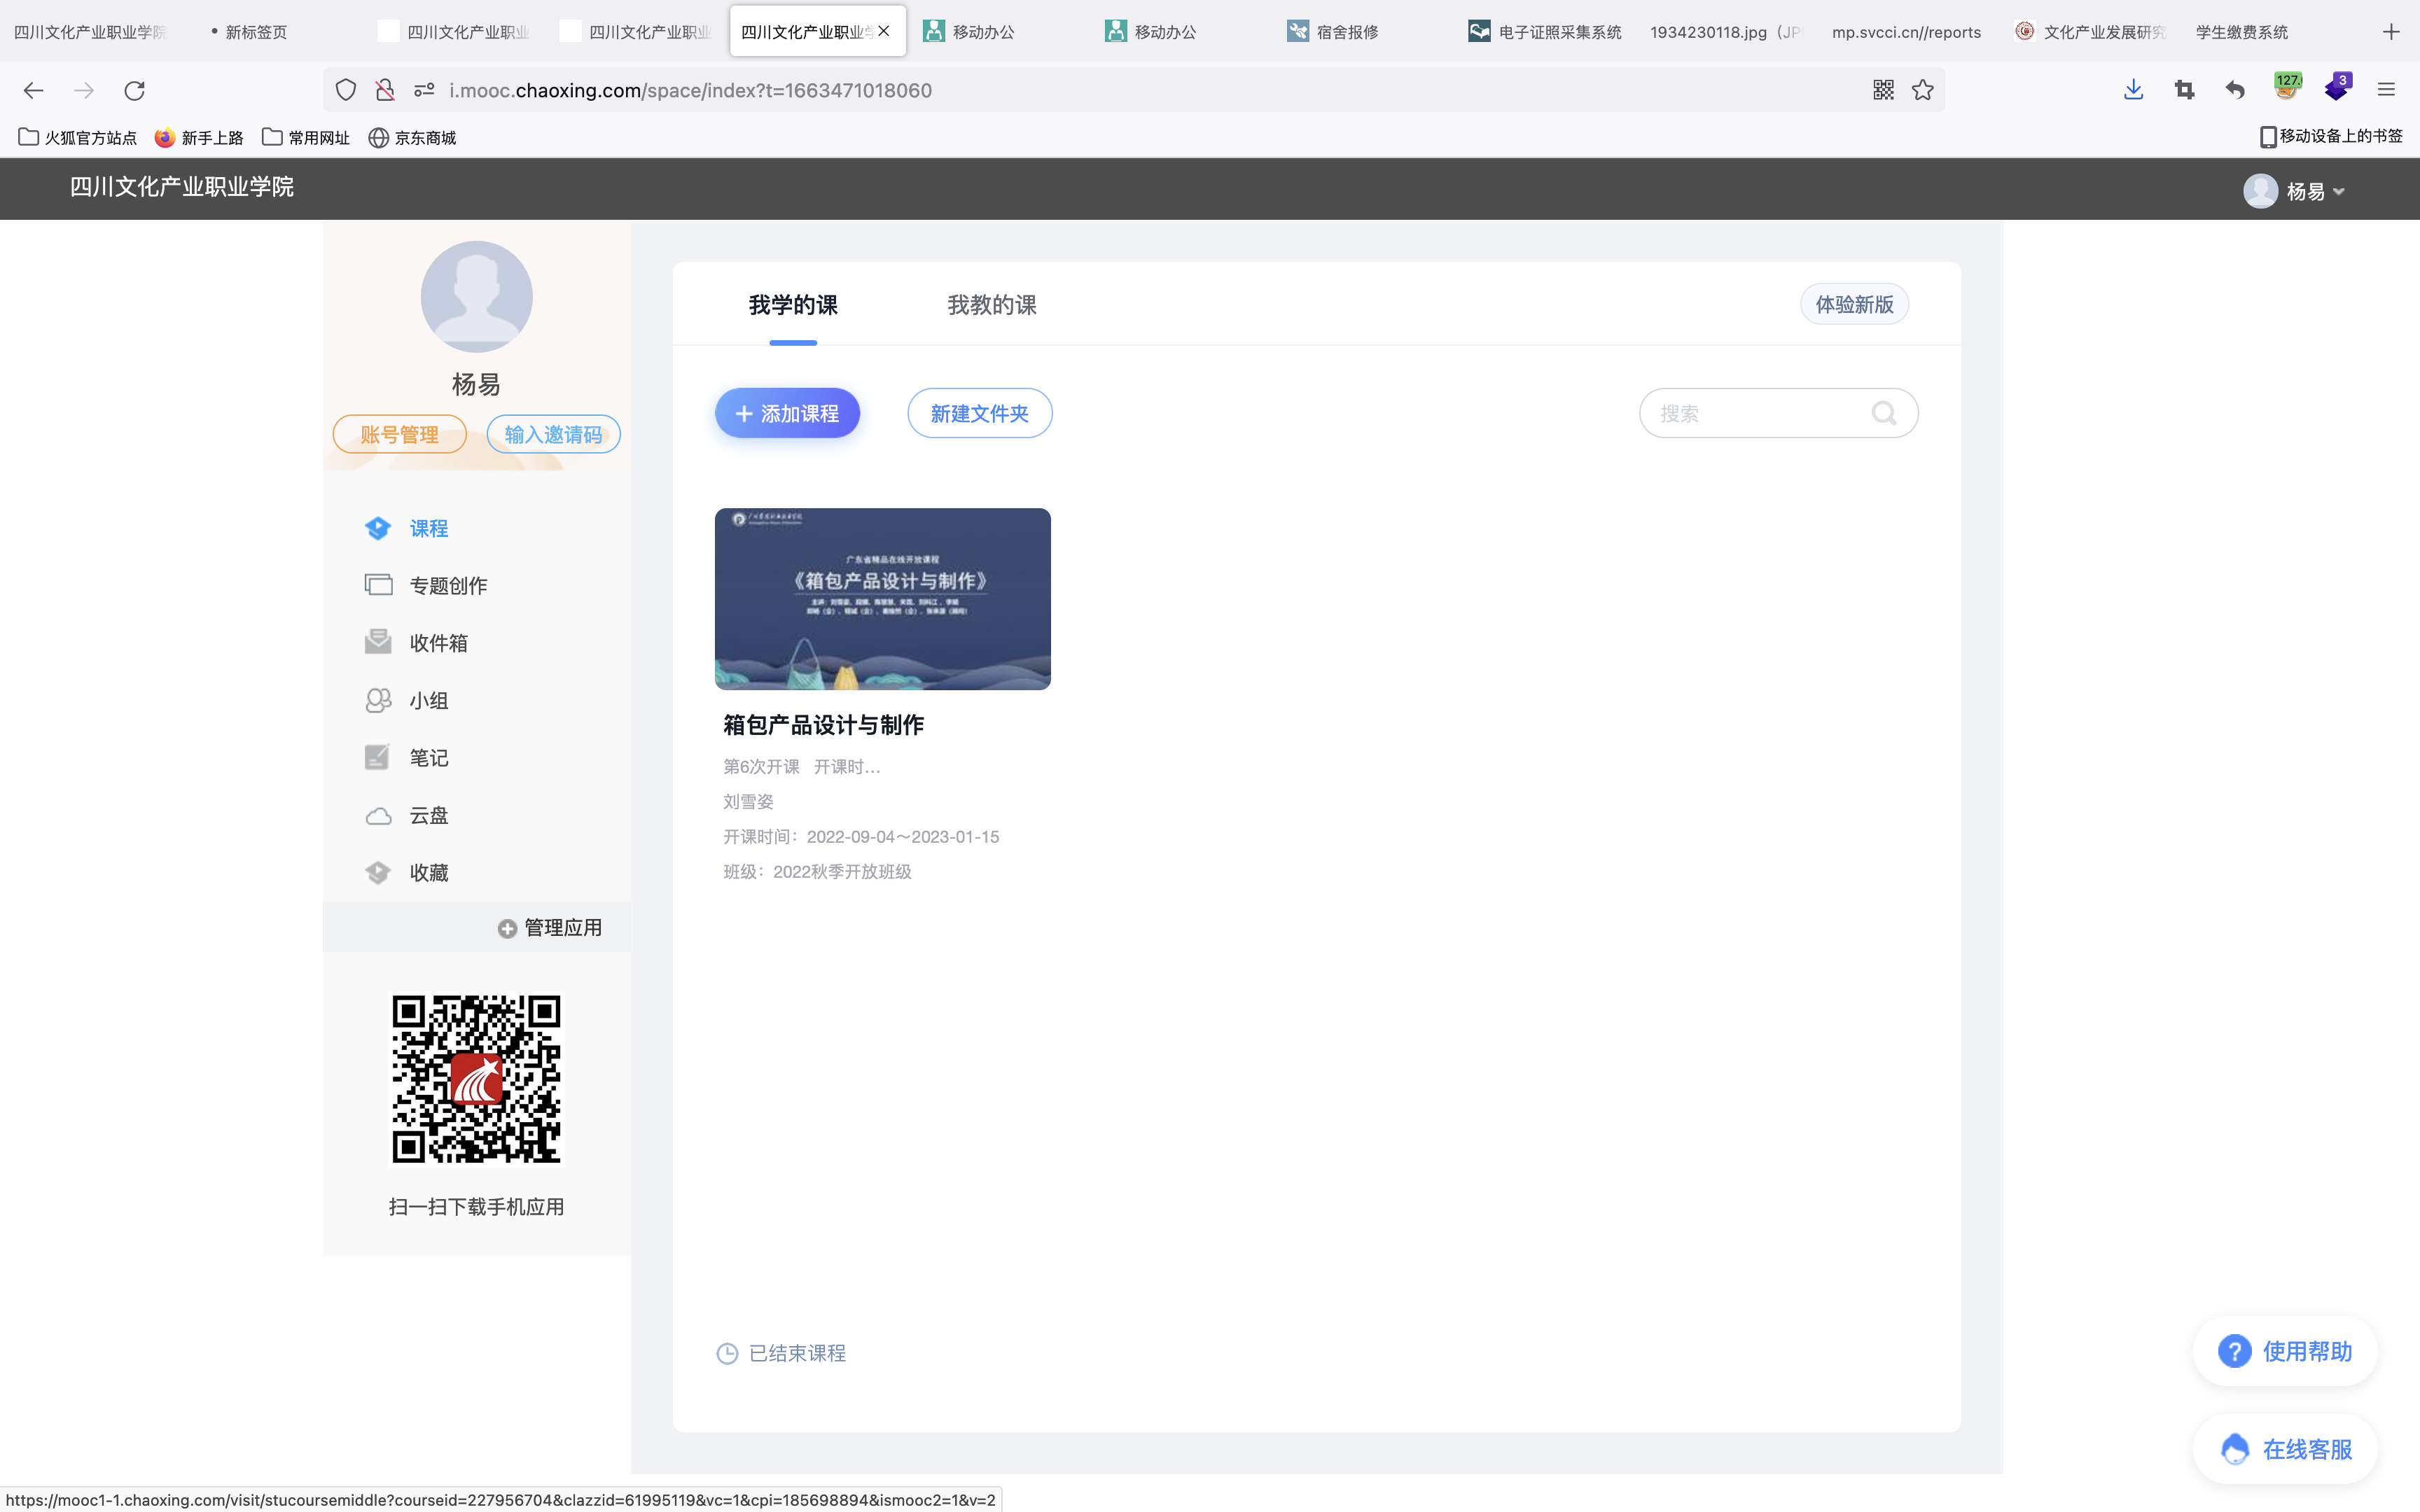 四川文化产业职业学院
新标签页
四川文化产业职业
四川文化产业职业
四川文化产业职业学
移动办公
移动办公
宿舍报修
电子证照采集系统
1934230118.jpg（JP
mp.svcci.cn//reports
文化产业发展研究
学生缴费系统
i.mooc.chaoxing.com/space/index?t=1663471018060
127.
3
火狐官方站点
新手上路
常用网址
京东商城
移动设备上的书签
四川文化产业职业学院
杨易
杨易
账号管理
输入邀请码
课程
专题创作
收件箱
小组
笔记
云盘
收藏
管理应用
扫一扫下载手机应用
我学的课
我教的课
体验新版
添加课程
新建文件夹
搜索
广东省精品在线开放课程
《箱包产品设计与制作》
箱包产品设计与制作
第6次开课 开课时...
刘雪姿
开课时间：2022-09-04～2023-01-15
班级：2022秋季开放班级
已结束课程
使用帮助
在线客服
https://mooc1-1.chaoxing.com/visit/stucoursemiddle?courseid=227956704&clazzid=61995119&vc=1&cpi=185698894&ismooc2=1&v=2